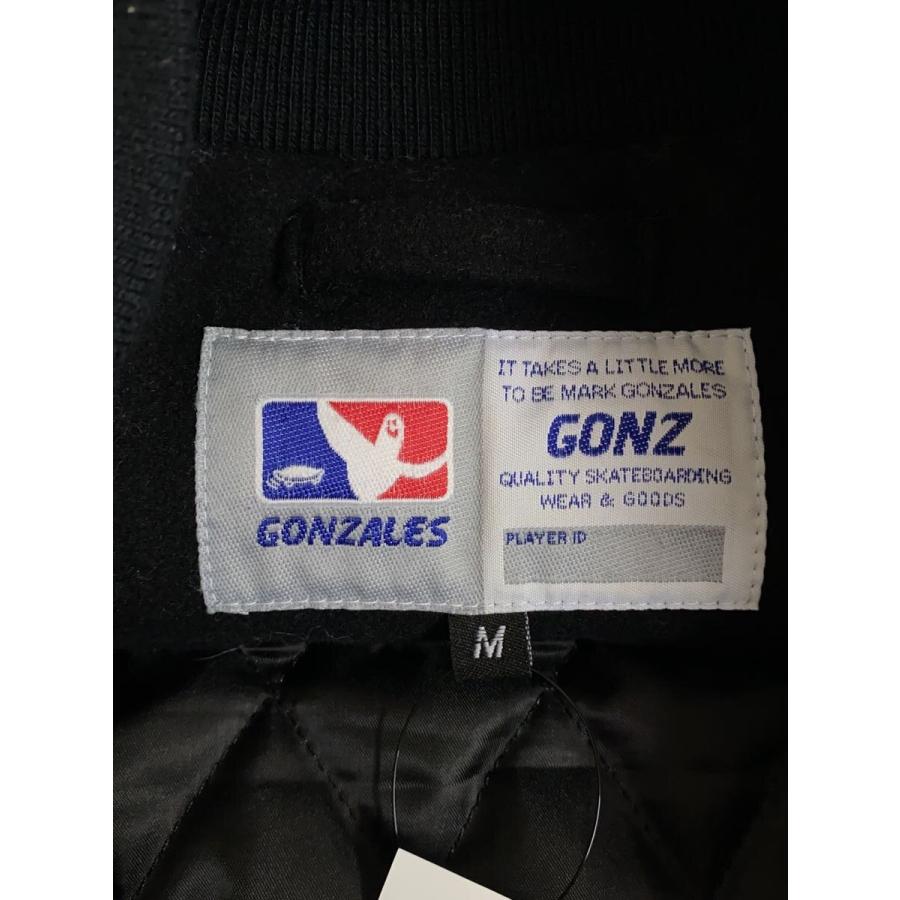 GONZALES
IT TAKES A LITTLE MORE
TO BE MARK GONZALES
GONZ
QUALITY SKATEBOARDING
WEAR & GOODS
PLAYER ID
M